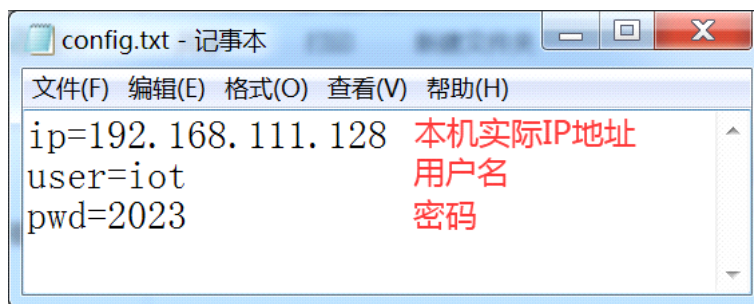 config.txt - 记事本
文件(F) 编辑(E) 格式(O) 查看(V) 帮助(H)
ip=192.168.111.128 本机实际IP地址
user=iot 用户名
pwd=2023 密码